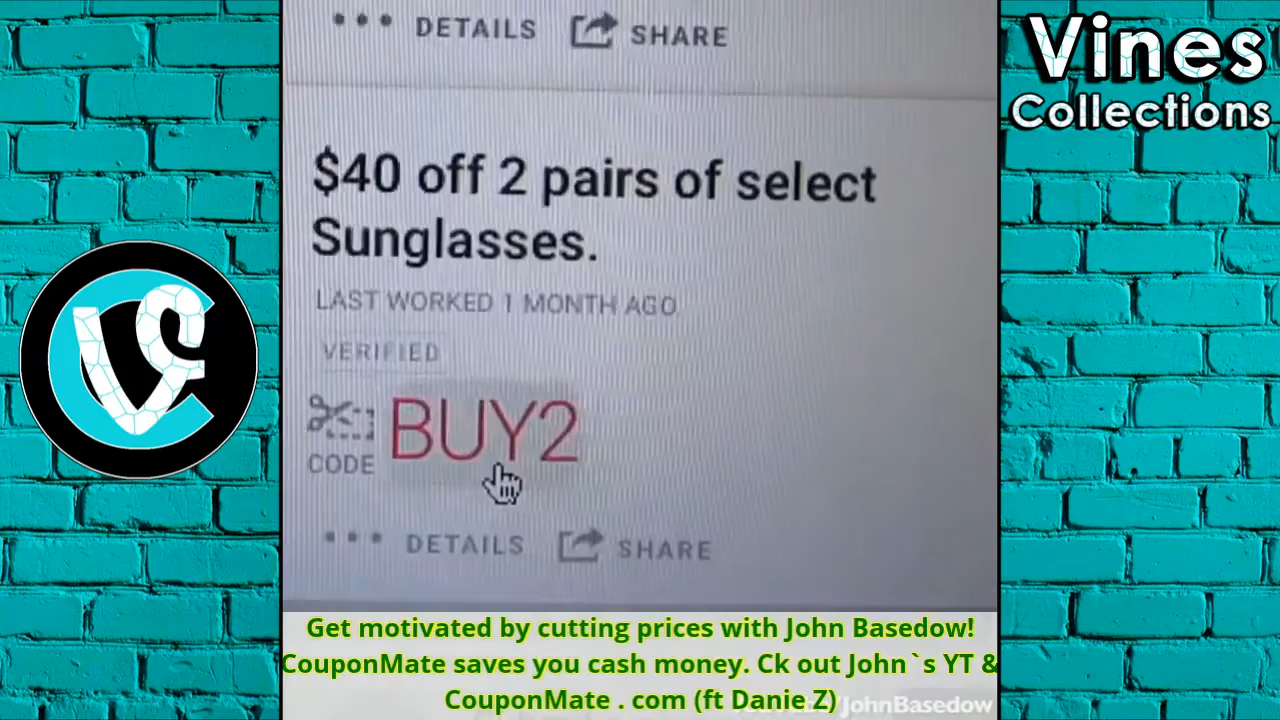 ••• DETAILS SHARE
Vines
Collections
$40 off 2 pairs of select
Sunglasses.
LAST WORKED 1 MONTH AGO
VERIFIED
CODE BUY2
••• DETAILS SHARE
Get motivated by cutting prices with John Basedow!
CouponMate saves you cash money. Ck out John`s YT &
CouponMate . com (ft Danie Z)
/JohnBasedow